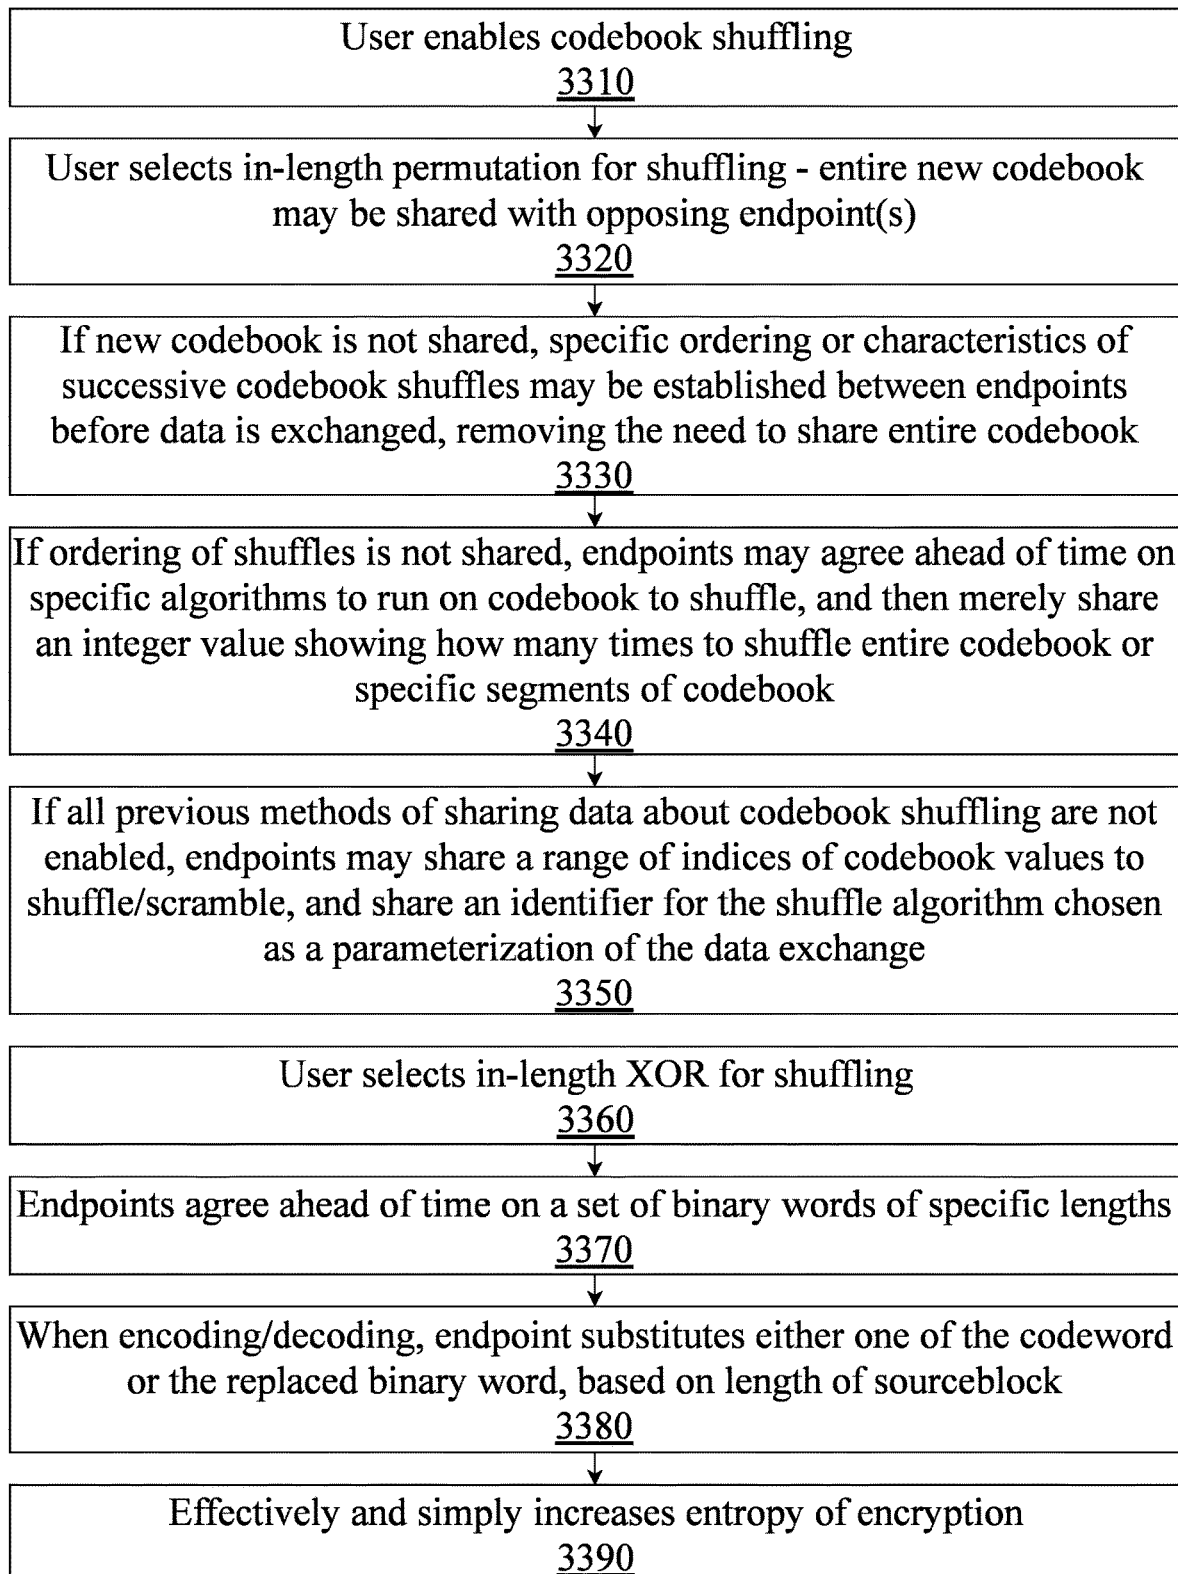 User enables codebook shuffling
3310
User selects in-length permutation for shuffling - entire new codebook
may be shared with opposing endpoint(s)
3320
If new codebook is not shared, specific ordering or characteristics of
successive codebook shuffles may be established between endpoints
before data is exchanged, removing the need to share entire codebook
3330
If ordering of shuffles is not shared, endpoints may agree ahead of time on
specific algorithms to run on codebook to shuffle, and then merely share
an integer value showing how many times to shuffle entire codebook or
specific segments of codebook
3340
If all previous methods of sharing data about codebook shuffling are not
enabled, endpoints may share a range of indices of codebook values to
shuffle/scramble, and share an identifier for the shuffle algorithm chosen
as a parameterization of the data exchange
3350
User selects in-length XOR for shuffling
3360
Endpoints agree ahead of time on a set of binary words of specific lengths
3370
When encoding/decoding, endpoint substitutes either one of the codeword
or the replaced binary word, based on length of sourceblock
3380
Effectively and simply increases entropy of encryption
3390